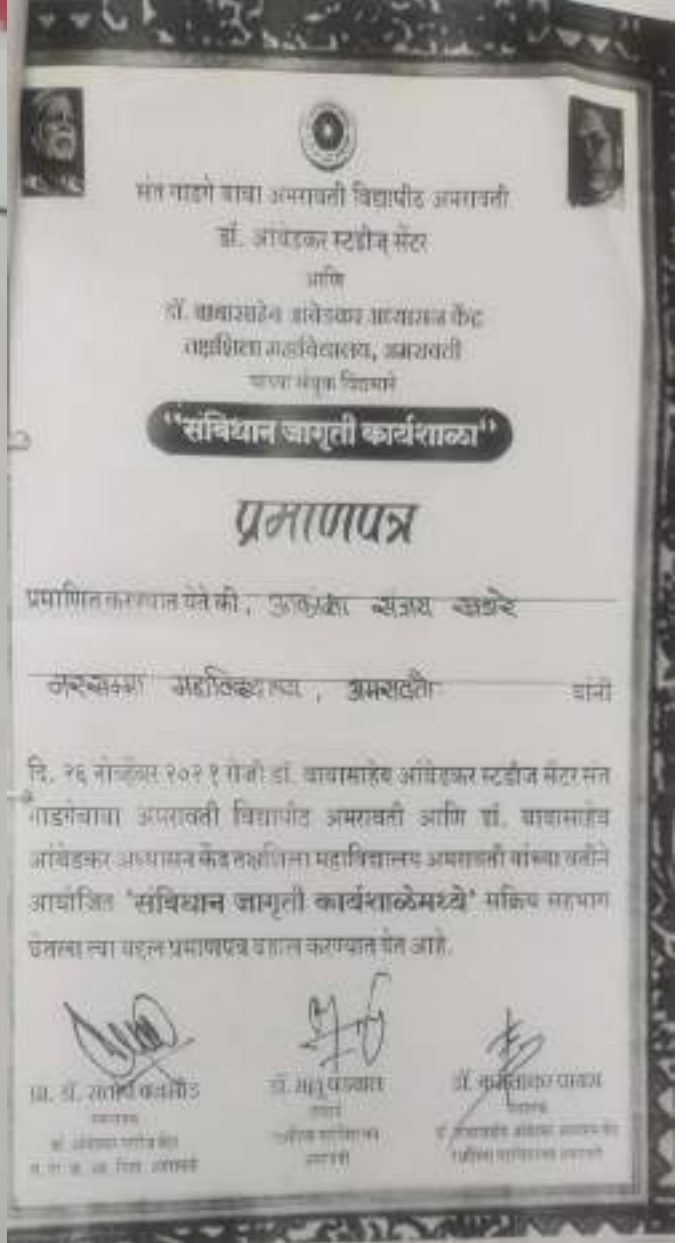 संत गाडगे बाबा अमरावती विद्यापीठ अमरावती
डॉ. आंबेडकर स्टडीज् सेंटर
आणि
डॉ. बाबासाहेब आंबेडकर अध्यासन केंद्र
तक्षशिला महाविद्यालय, अमरावती
यांच्या संयुक्त विद्यमाने
"संविधान जागृती कार्यशाळा"
प्रमाणपत्र
प्रमाणित करण्यात येते की, संजय
महाविद्यालय, अमरावती यांनी
दि. २६ नोव्हेंबर २०२१ रोजी डॉ. बाबासाहेब आंबेडकर स्टडीज सेंटर संत
गाडगेबाबा अमरावती विद्यापीठ अमरावती आणि डॉ. बाबासाहेब
आंबेडकर अध्यासन केंद्र तक्षशिला महाविद्यालय अमरावती यांच्या वतीने
आयोजित 'संविधान जागृती कार्यशाळेमध्ये' सक्रिय सहभाग
घेतला त्या बद्दल प्रमाणपत्र बहाल करण्यात येत आहे.